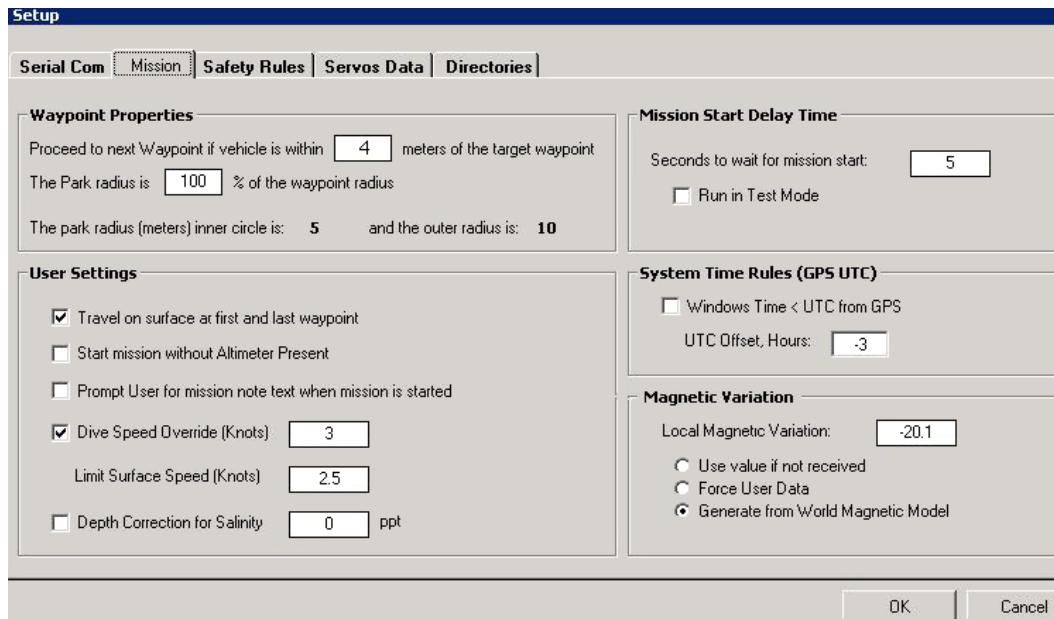 Setup
Serial Com Mission Safety Rules Servos Data Directories
Waypoint Properties
Proceed to next Waypoint if vehicle is within 4 meters of the target waypoint
The Park radius is 100 % of the waypoint radius
The park radius (meters) inner circle is: 5 and the outer radius is: 10
User Settings
Travel on surface at first and last waypoint
Start mission without Altimeter Present
Prompt User for mission note text when mission is started
Dive Speed Override (Knots) 3
Limit Surface Speed (Knots) 2.5
Depth Correction for Salinity 0 ppt
Mission Start Delay Time
Seconds to wait for mission start: 5
Run in Test Mode
System Time Rules (GPS UTC)
Windows Time < UTC from GPS
UTC Offset, Hours: -3
Magnetic Variation
Local Magnetic Variation: -20.1
Use value if not received
Force User Data
Generate from World Magnetic Model
OK Cancel